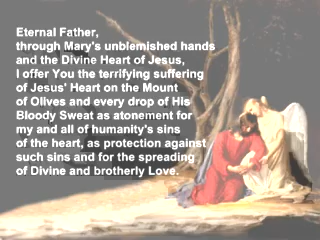 Eternal Father,
through Mary's unblemished hands
and the Divine Heart of Jesus,
I offer You the terrifying suffering
of Jesus' Heart on the Mount
of Olives and every drop of His
Bloody Sweat as atonement for
my and all of humanity's sins
of the heart, as protection against
such sins and for the spreading
of Divine and brotherly Love.